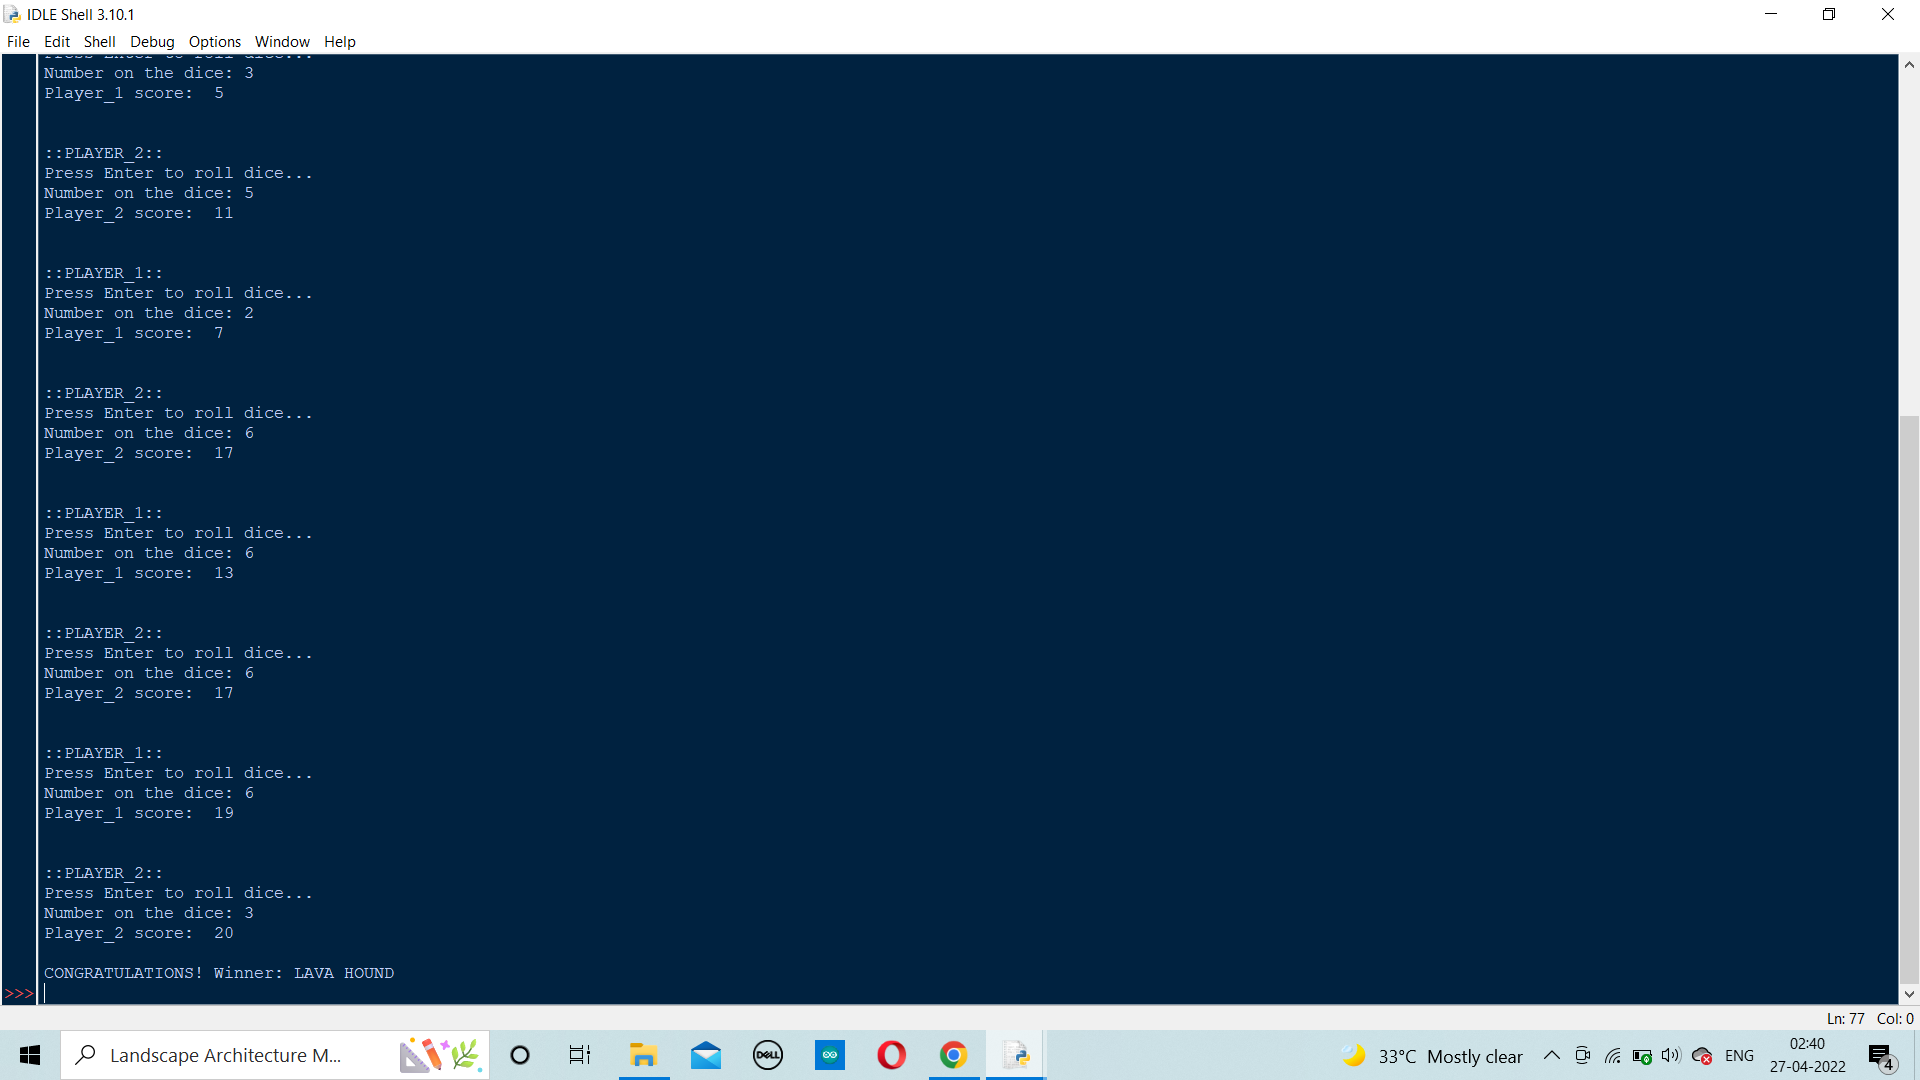 IDLE Shell 3.10.1
File Edit Shell Debug Options Window Help
Press Enter to roll dice...
Number on the dice: 3
Player_1 score:  5
::PLAYER_2::
Press Enter to roll dice...
Number on the dice: 5
Player_2 score:  11
::PLAYER_1::
Press Enter to roll dice...
Number on the dice: 2
Player_1 score:  7
::PLAYER_2::
Press Enter to roll dice...
Number on the dice: 6
Player_2 score:  17
::PLAYER_1::
Press Enter to roll dice...
Number on the dice: 6
Player_1 score:  13
::PLAYER_2::
Press Enter to roll dice...
Number on the dice: 6
Player_2 score:  17
::PLAYER_1::
Press Enter to roll dice...
Number on the dice: 6
Player_1 score:  19
::PLAYER_2::
Press Enter to roll dice...
Number on the dice: 3
Player_2 score:  20
CONGRATULATIONS! Winner: LAVA HOUND
>>>
Ln: 77 Col: 0
Landscape Architecture M...
DELL
33°C Mostly clear
ENG
02:40
27-04-2022
4